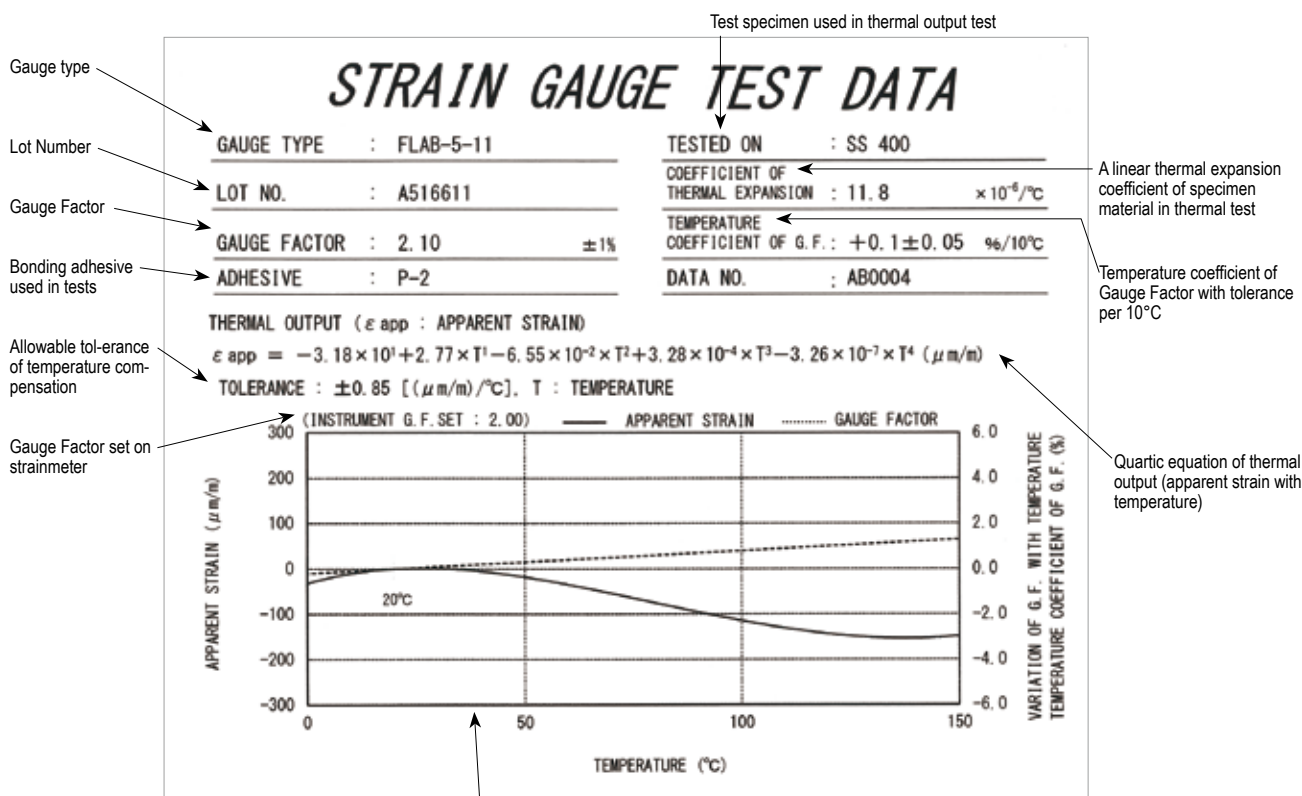 Test specimen used in thermal output test
Gauge type
Lot Number
Gauge Factor
Bonding adhesive
used in tests
Allowable tol-erance
of temperature com-
pensation
Gauge Factor set on
strainmeter
STRAIN GAUGE TEST DATA
GAUGE TYPE : FLAB-5-11
LOT NO. : A516611
GAUGE FACTOR : 2.10 ±1%
ADHESIVE : P-2
TESTED ON : SS 400
COEFFICIENT OF
THERMAL EXPANSION : 11.8 ×10⁻⁶/°C
TEMPERATURE
COEFFICIENT OF G.F.: +0.1±0.05 %/10°C
DATA NO. : AB0004
THERMAL OUTPUT (ε app : APPARENT STRAIN)
ε app = −3.18×10¹+2.77×T¹−6.55×10⁻²×T²+3.28×10⁻⁴×T³−3.26×10⁻⁷×T⁴ (μm/m)
TOLERANCE : ±0.85 [(μm/m)/°C], T : TEMPERATURE
(INSTRUMENT G.F.SET : 2.00) APPARENT STRAIN GAUGE FACTOR
300
200
100
0
-100
-200
-300
APPARENT STRAIN (μm/m)
20°C
6.0
4.0
2.0
0.0
-2.0
-4.0
-6.0
VARIATION OF G.F. WITH TEMPERATURE
TEMPERATURE COEFFICIENT OF G.F.(%)
0 50 100 150
TEMPERATURE (°C)
A linear thermal expansion
coefficient of specimen
material in thermal test
Temperature coefficient of
Gauge Factor with tolerance
per 10°C
Quartic equation of thermal
output (apparent strain with
temperature)